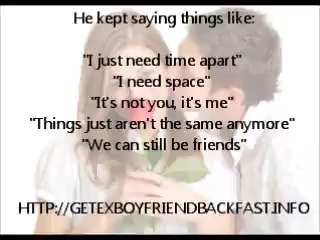 He kept saying things like:
"I just need time apart"
"I need space"
"It's not you, it's me"
"Things just aren't the same anymore"
"We can still be friends"
HTTP://GETEXBOYFRIENDBACKFAST.INFO